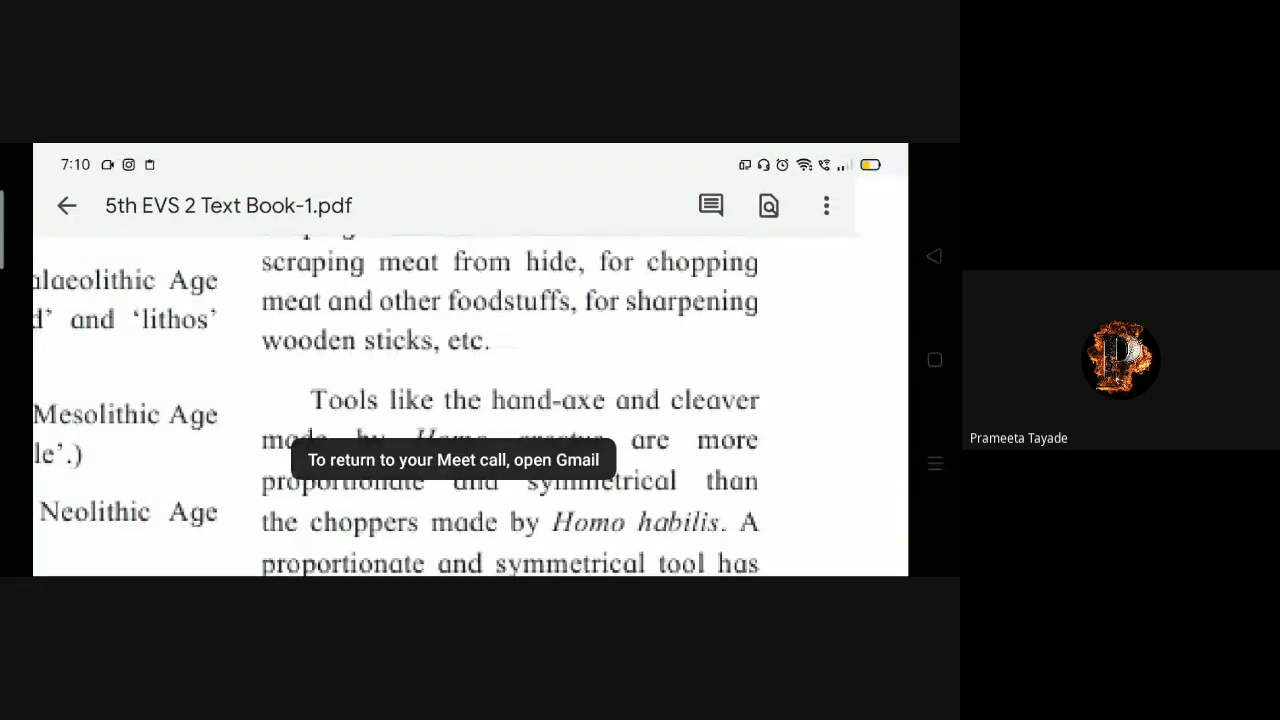 7:10
5th EVS 2 Text Book-1.pdf
alaeolithic Age
d’ and ‘lithos’
Mesolithic Age
le’.)
Neolithic Age
scraping meat from hide, for chopping
meat and other foodstuffs, for sharpening
wooden sticks, etc.
Tools like the hand-axe and cleaver
are more
symmetrical than
the choppers made by Homo habilis. A
proportionate and symmetrical tool has
To return to your Meet call, open Gmail
Prameeta Tayade